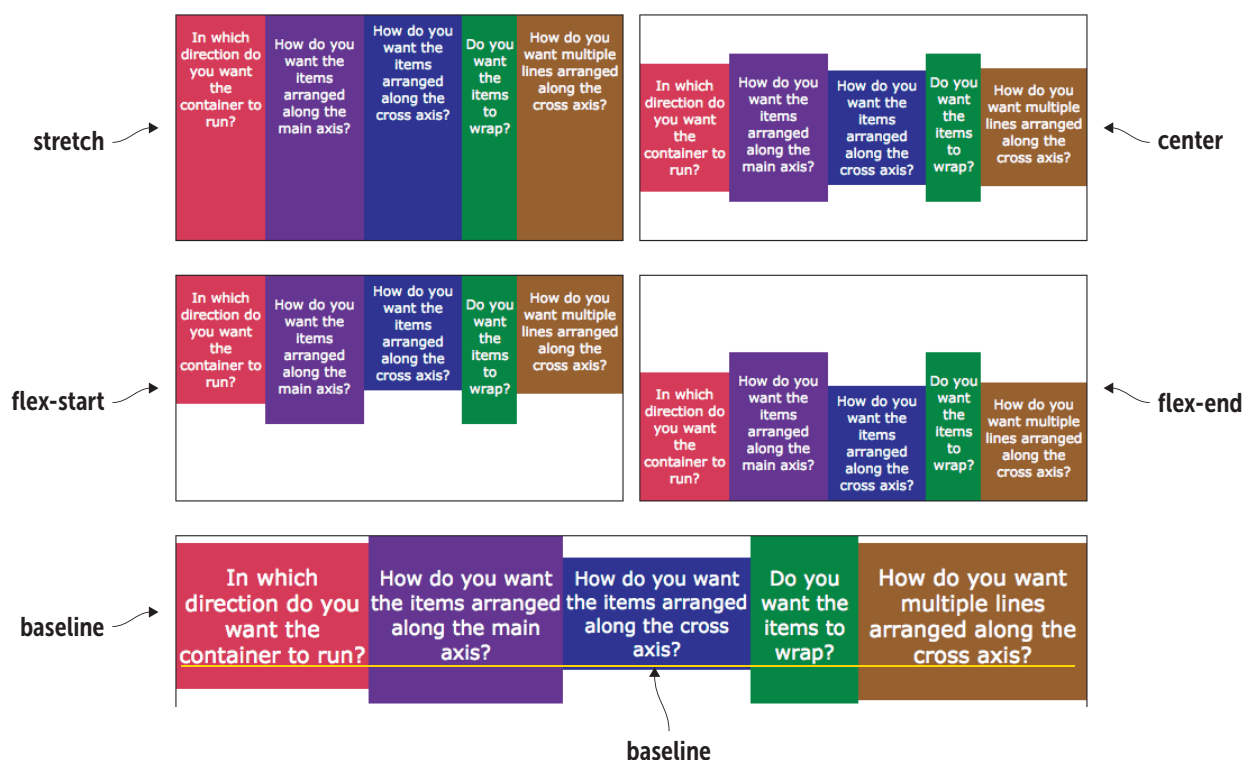 stretch
In which
direction do
you want
the
container to
run?
How do you
want the
items
arranged
along the
main axis?
How do you
want the
items
arranged
along the
cross axis?
Do you
want
the
items
to
wrap?
How do you
want multiple
lines arranged
along the
cross axis?
In which
direction do
you want
the
container to
run?
How do you
want the
items
arranged
along the
main axis?
How do you
want the
items
arranged
along the
cross axis?
Do you
want
the
items
to
wrap?
How do you
want multiple
lines arranged
along the
cross axis?
center
flex-start
In which
direction do
you want
the
container to
run?
How do you
want the
items
arranged
along the
main axis?
How do you
want the
items
arranged
along the
cross axis?
Do you
want
the
items
to
wrap?
How do you
want multiple
lines arranged
along the
cross axis?
In which
direction do
you want
the
container to
run?
How do you
want the
items
arranged
along the
main axis?
How do you
want the
items
arranged
along the
cross axis?
Do you
want
the
items
to
wrap?
How do you
want multiple
lines arranged
along the
cross axis?
flex-end
baseline
In which
direction do you
want the
container to run?
How do you want
the items arranged
along the main
axis?
How do you want
the items arranged
along the cross
axis?
Do you
want the
items to
wrap?
How do you want
multiple lines
arranged along the
cross axis?
baseline